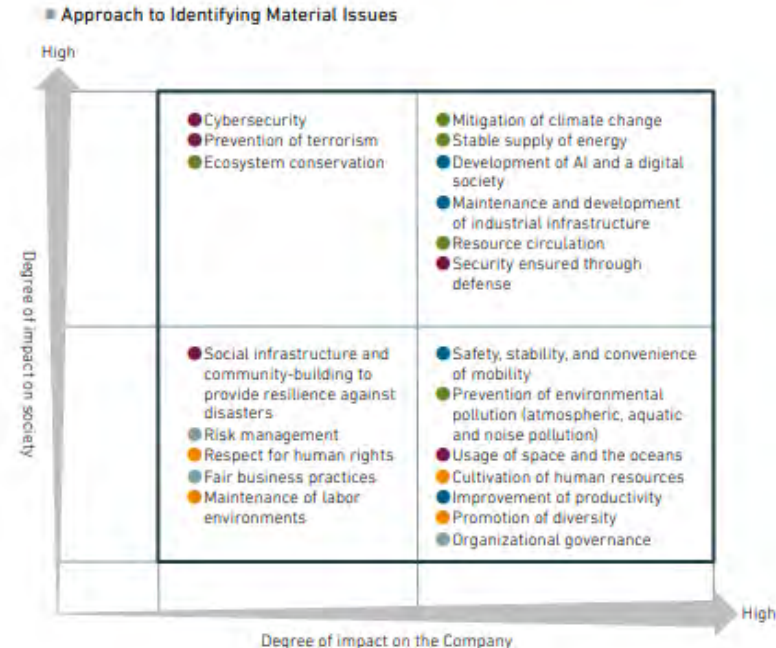 Approach to Identifying Material Issues
High
Cybersecurity
Prevention of terrorism
Ecosystem conservation
Mitigation of climate change
Stable supply of energy
Development of AI and a digital
society
Maintenance and development
of industrial infrastructure
Resource circulation
Security ensured through
defense
Degree of impact on society
Social infrastructure and
community-building to
provide resilience against
disasters
Risk management
Respect for human rights
Fair business practices
Maintenance of labor
environments
Safety, stability, and convenience
of mobility
Prevention of environmental
pollution (atmospheric, aquatic
and noise pollution)
Usage of space and the oceans
Cultivation of human resources
Improvement of productivity
Promotion of diversity
Organizational governance
High
Degree of impact on the Company